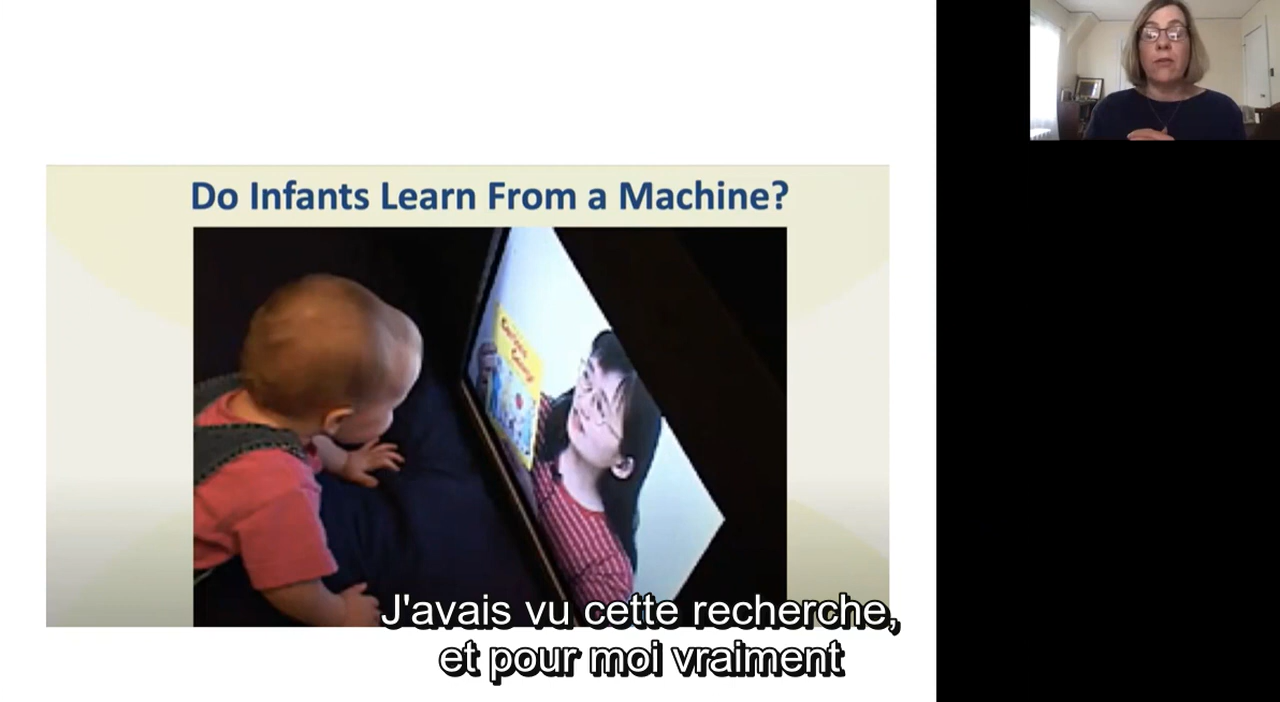 Do Infants Learn From a Machine?
J'avais vu cette recherche,
et pour moi vraiment